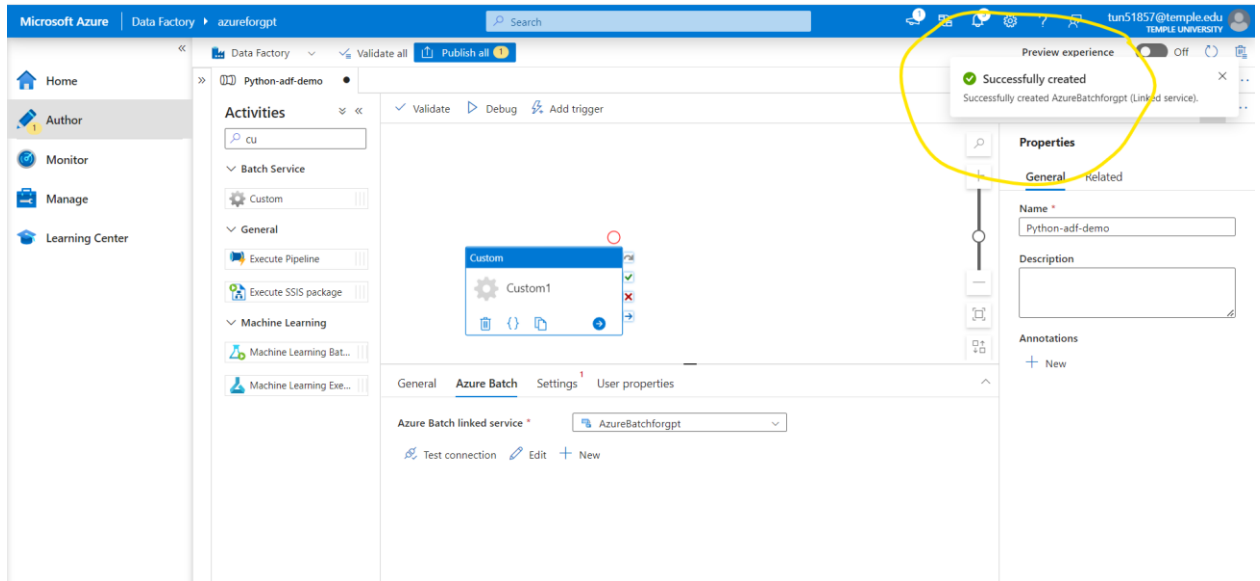 Microsoft Azure
Data Factory
azureforgpt
Search
tun51857@temple.edu
TEMPLE UNIVERSITY
Data Factory
Validate all
Publish all 1
Preview experience
Off
Successfully created
Successfully created AzureBatchforgpt (Linked service).
Home
Author
1
Monitor
Manage
Learning Center
Python-adf-demo
Activities
cu
Batch Service
Custom
General
Execute Pipeline
Execute SSIS package
Machine Learning
Machine Learning Bat...
Machine Learning Exe...
Validate
Debug
Add trigger
Custom
Custom1
General
Azure Batch
Settings 1
User properties
Azure Batch linked service *
AzureBatchforgpt
Test connection
Edit
New
Properties
General
Related
Name *
Python-adf-demo
Description
Annotations
New